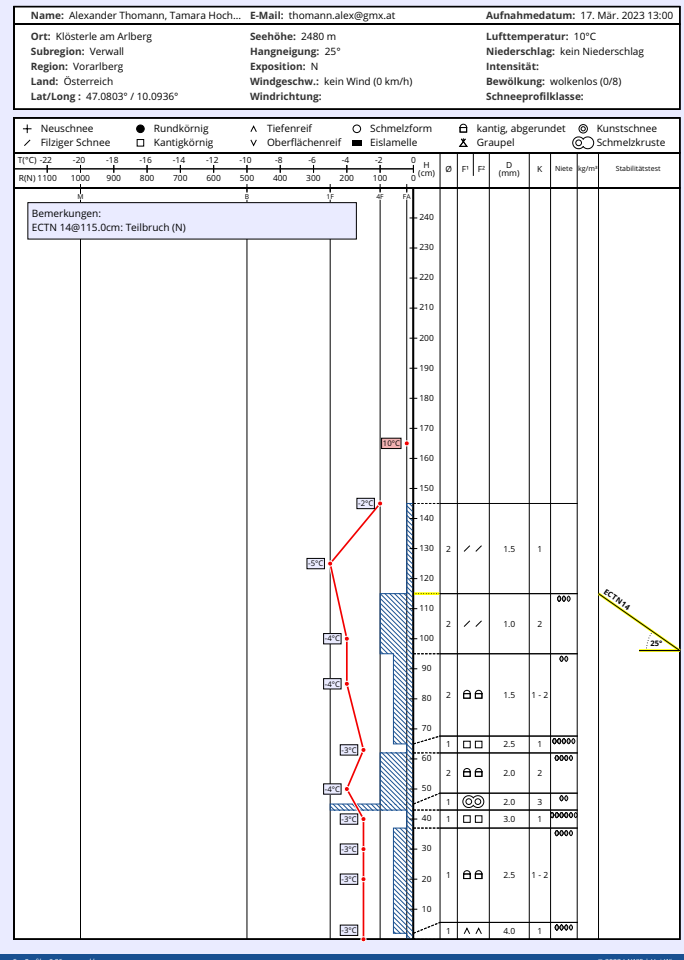 Name: Alexander Thomann, Tamara Hoch... E-Mail: thomann.alex@gmx.at Aufnahmedatum: 17. Mär. 2023 13:00
Ort: Klösterle am Arlberg Seehöhe: 2480 m Lufttemperatur: 10°C
Subregion: Verwall Hangneigung: 25° Niederschlag: kein Niederschlag
Region: Vorarlberg Exposition: N Intensität:
Land: Österreich Windgeschw.: kein Wind (0 km/h) Bewölkung: wolkenlos (0/8)
Lat/Long : 47.0803° / 10.0936° Windrichtung: Schneeprofilklasse:
Neuschnee Rundkörnig Tiefenreif Schmelzform kantig, abgerundet Kunstschnee
Filziger Schnee Kantigkörnig Oberflächenreif Eislamelle Graupel Schmelzkruste
T(°C) -22 -20 -18 -16 -14 -12 -10 -8 -6 -4 -2 0
R(N) 1100 1000 900 800 700 600 500 400 300 200 100 0
H (cm) Ø F¹ F² D (mm) K Niete kg/m³ Stabilitätstest
M B 1F 4F FA
Bemerkungen:
ECTN 14@115.0cm: Teilbruch (N)
240
230
220
210
200
190
180
170
10°C
160
150
-2°C
140
130 2 1.5 1
-5°C
120
ECTN14
110
2 1.0 2
-4°C 100
25°
90
-4°C
80 2 1.5 1 - 2
70
1 2.5 1
-3°C
60
2 2.0 2
-4°C 50
1 2.0 3
-3°C 40 1 3.0 1
-3°C 30
-3°C 20 1 2.5 1 - 2
10
-3°C 1 4.0 1